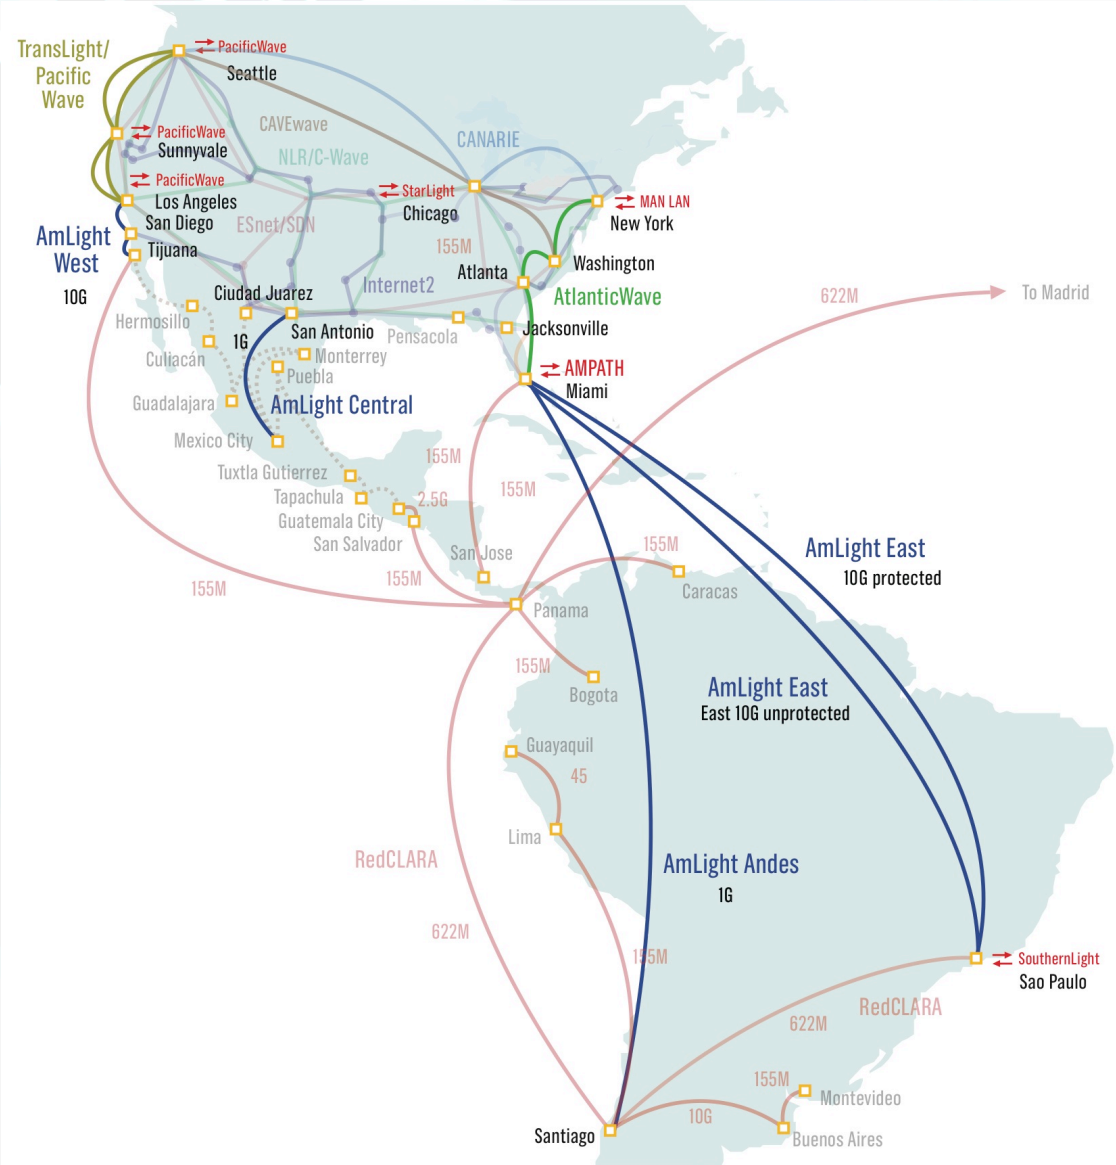 TransLight/
Pacific
Wave
PacificWave
Seattle
CAVEwave
PacificWave
Sunnyvale
NLR/C-Wave
CANARIE
PacificWave
Los Angeles
San Diego
Tijuana
AmLight
West
10G
ESnet/SDN
StarLight
Chicago
155M
MAN LAN
New York
Washington
Atlanta
AtlanticWave
Internet2
Ciudad Juarez
1G
San Antonio
Pensacola
Jacksonville
622M
To Madrid
Hermosillo
Culiacán
Monterrey
Puebla
AMPATH
Miami
Guadalajara
AmLight Central
Mexico City
Tuxtla Gutierrez
Tapachula
Guatemala City
San Salvador
2.5G
155M
155M
San Jose
155M
155M
155M
Caracas
Panama
155M
Bogota
AmLight East
10G protected
AmLight East
East 10G unprotected
Guayaquil
45
Lima
RedCLARA
622M
AmLight Andes
1G
155M
SouthernLight
Sao Paulo
RedCLARA
622M
155M
Montevideo
10G
Santiago
Buenos Aires